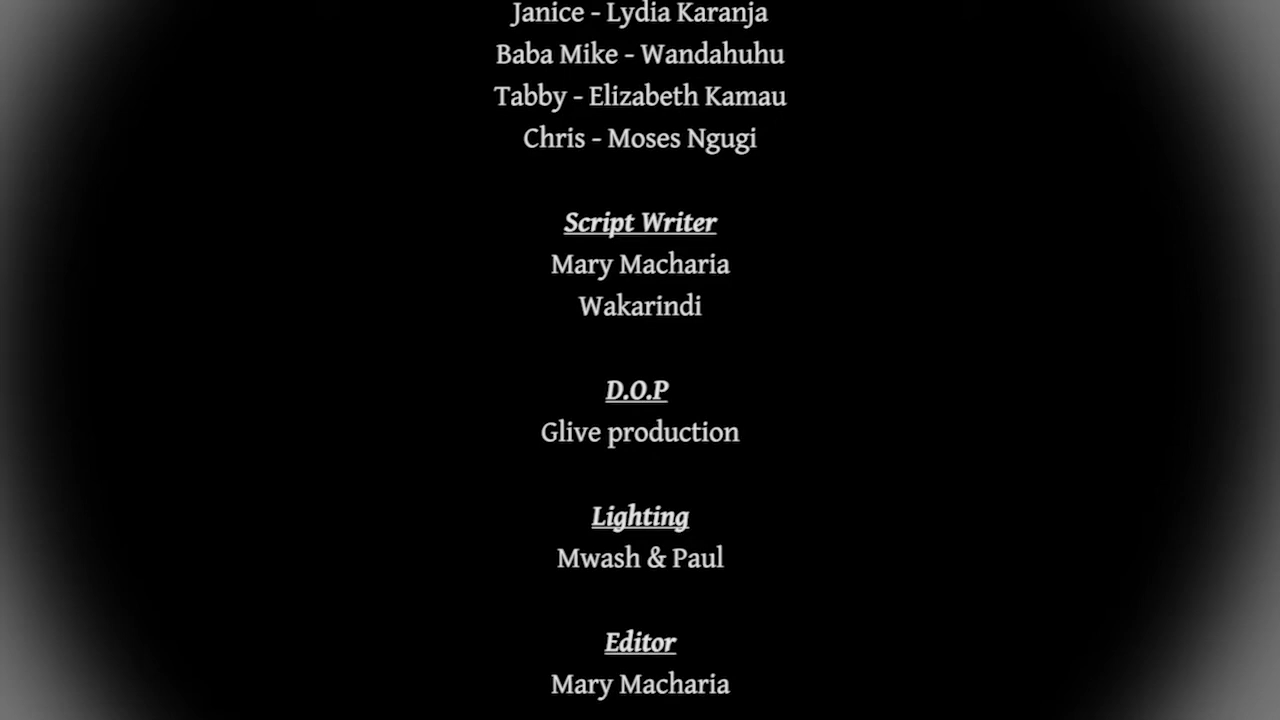 Janice - Lydia Karanja
Baba Mike - Wandahuhu
Tabby - Elizabeth Kamau
Chris - Moses Ngugi
Script Writer
Mary Macharia
Wakarindi
D.O.P
Glive production
Lighting
Mwash & Paul
Editor
Mary Macharia